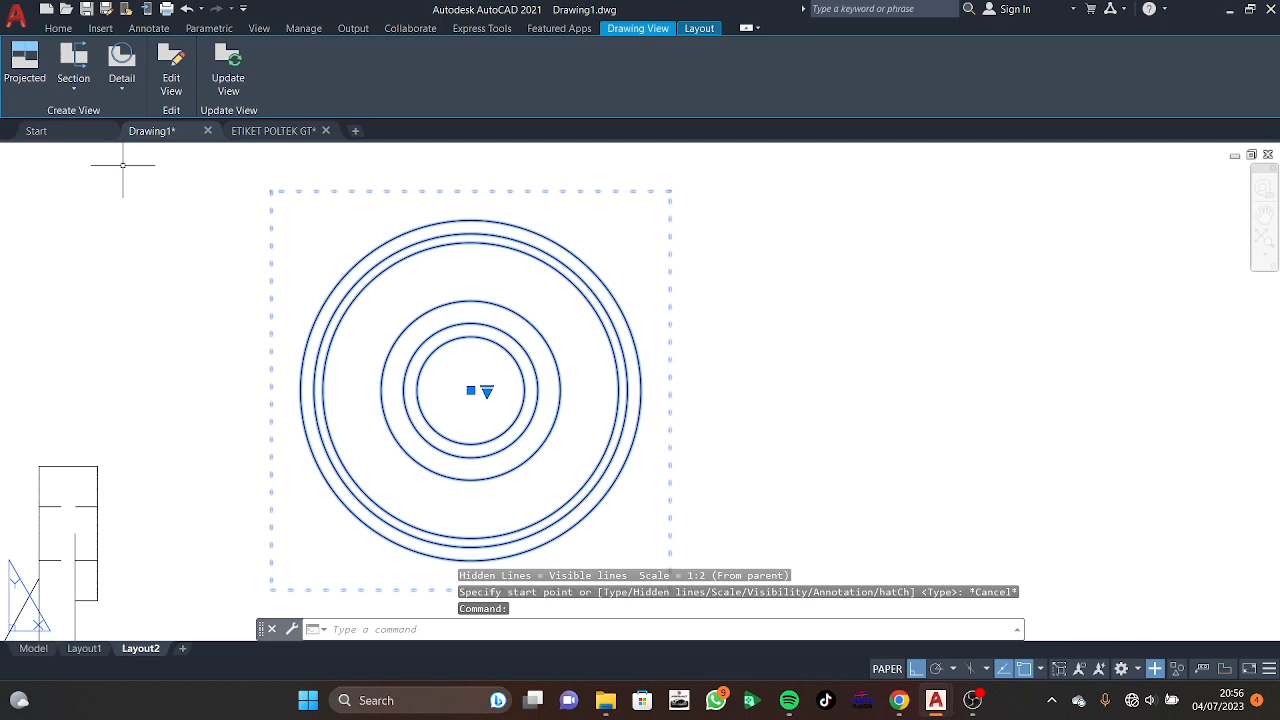 Autodesk AutoCAD 2021 Drawing1.dwg
Type a keyword or phrase
Sign In
Home Insert Annotate Parametric View Manage Output Collaborate Express Tools Featured Apps Drawing View Layout
Projected
Section
Detail
Edit
View
Update
View
Create View
Edit
Update View
Start
Drawing1*
ETIKET POLTEK GT*
Hidden Lines = Visible lines Scale = 1:2 (From parent)
Specify start point or [Type/Hidden lines/Scale/Visibility/Annotation/hatCh] <Type>: *Cancel*
Command:
Type a command
Model Layout1 Layout2
PAPER
Search
9
20:56
04/07/2023
4